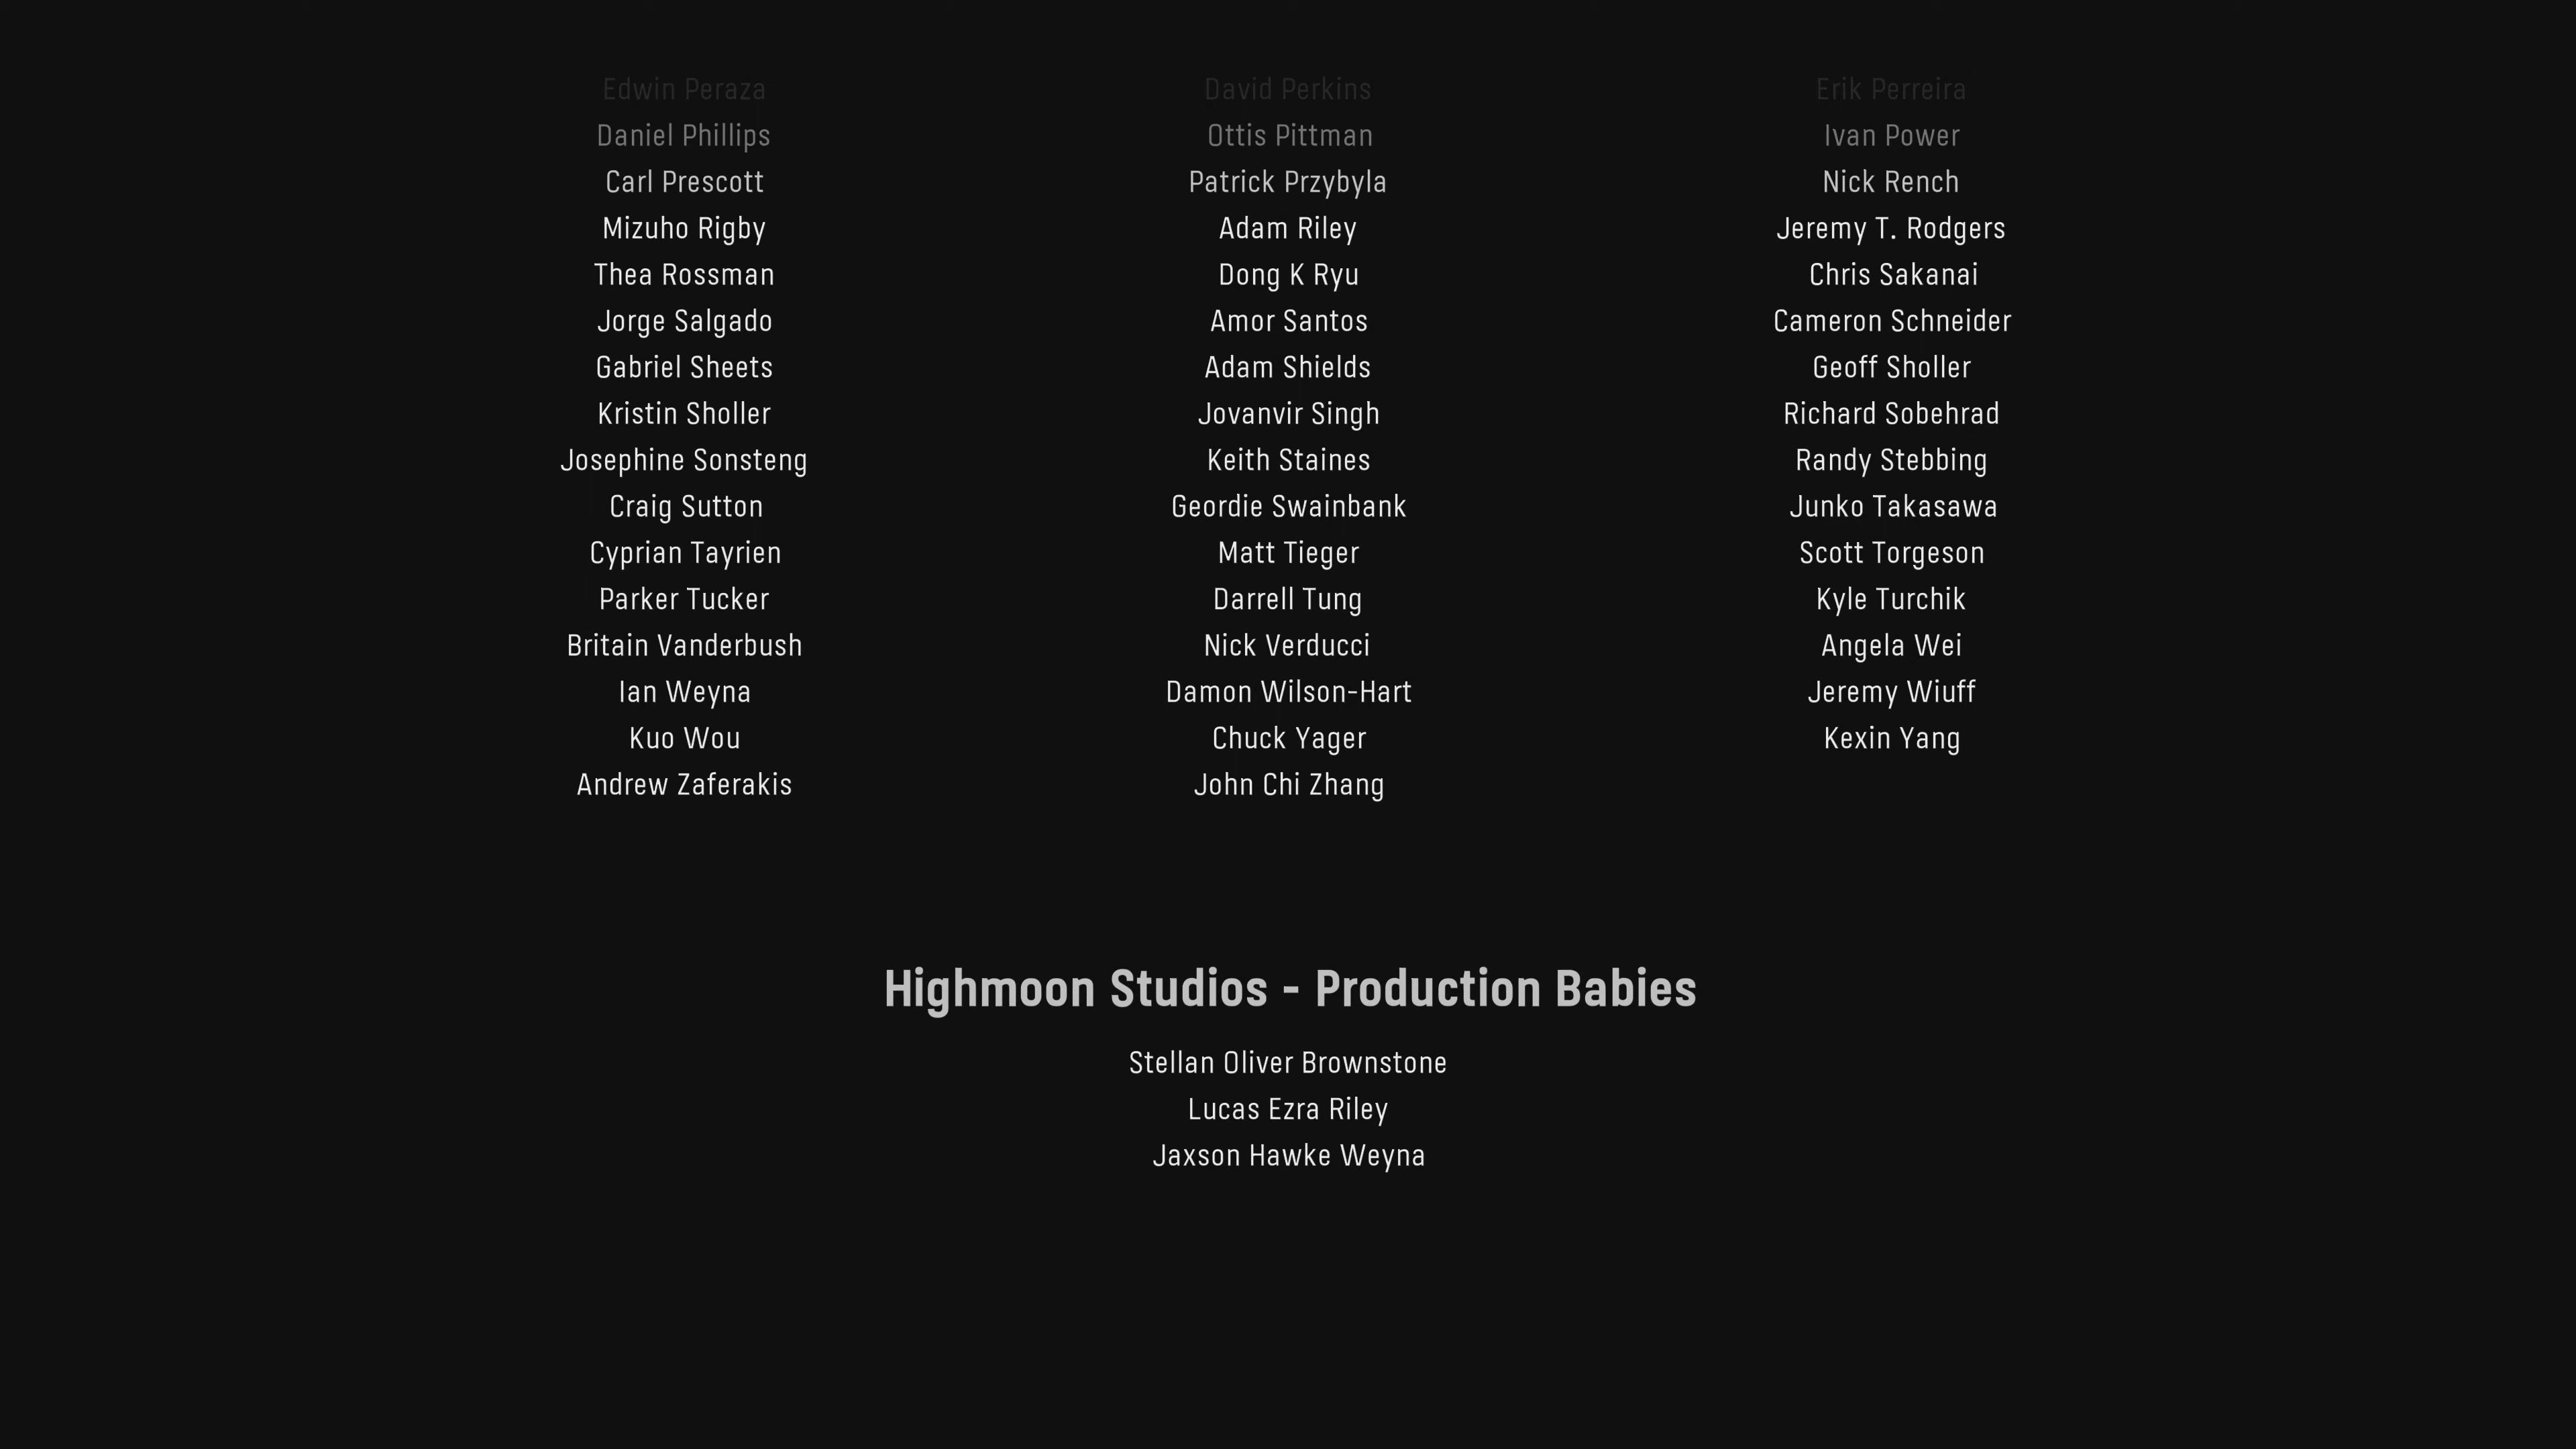 Edwin Peraza David Perkins Erik Perreira
Daniel Phillips Ottis Pittman Ivan Power
Carl Prescott Patrick Przybyla Nick Rench
Mizuho Rigby Adam Riley Jeremy T. Rodgers
Thea Rossman Dong K Ryu Chris Sakanai
Jorge Salgado Amor Santos Cameron Schneider
Gabriel Sheets Adam Shields Geoff Sholler
Kristin Sholler Jovanvir Singh Richard Sobehrad
Josephine Sonsteng Keith Staines Randy Stebbing
Craig Sutton Geordie Swainbank Junko Takasawa
Cyprian Tayrien Matt Tieger Scott Torgeson
Parker Tucker Darrell Tung Kyle Turchik
Britain Vanderbush Nick Verducci Angela Wei
Ian Weyna Damon Wilson-Hart Jeremy Wiuff
Kuo Wou Chuck Yager Kexin Yang
Andrew Zaferakis John Chi Zhang
Highmoon Studios - Production Babies
Stellan Oliver Brownstone
Lucas Ezra Riley
Jaxson Hawke Weyna